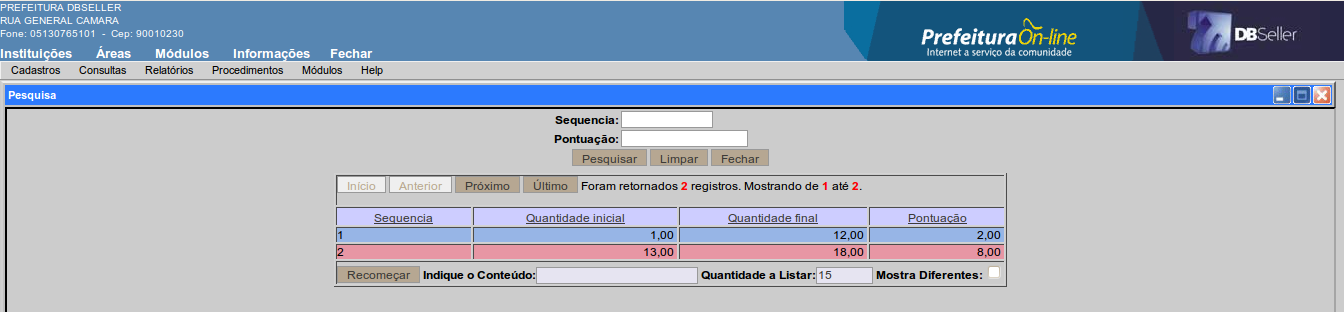 PREFEITURA DBSELLER
RUA GENERAL CAMARA
Fone: 05130765101 - Cep: 90010230
Prefeitura On-line
Internet a serviço da comunidade
DBSeller
Instituições Áreas Módulos Informações Fechar
Cadastros Consultas Relatórios Procedimentos Módulos Help
Pesquisa
Sequencia:
Pontuação:
Pesquisar Limpar Fechar
Início Anterior Próximo Último Foram retornados 2 registros. Mostrando de 1 até 2.
Sequencia Quantidade inicial Quantidade final Pontuação
1 1,00 12,00 2,00
2 13,00 18,00 8,00
Recomeçar Indique o Conteúdo: Quantidade a Listar: 15 Mostra Diferentes: